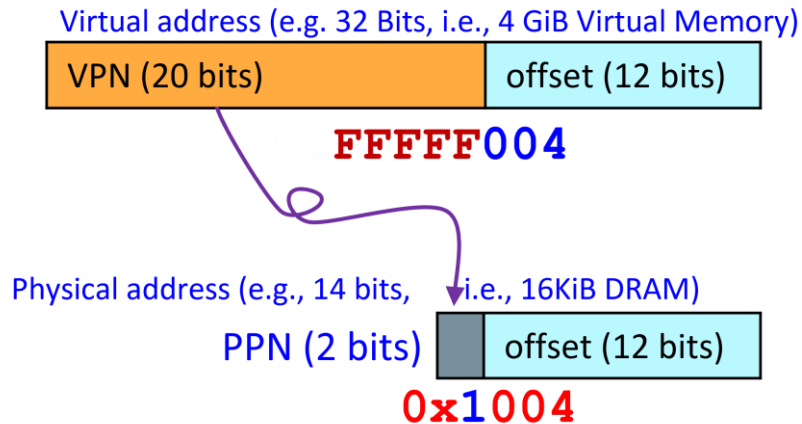 Virtual address (e.g. 32 Bits, i.e., 4 GiB Virtual Memory)
VPN (20 bits) offset (12 bits)
FFFFF004
Physical address (e.g., 14 bits, i.e., 16KiB DRAM)
PPN (2 bits) offset (12 bits)
0x1004